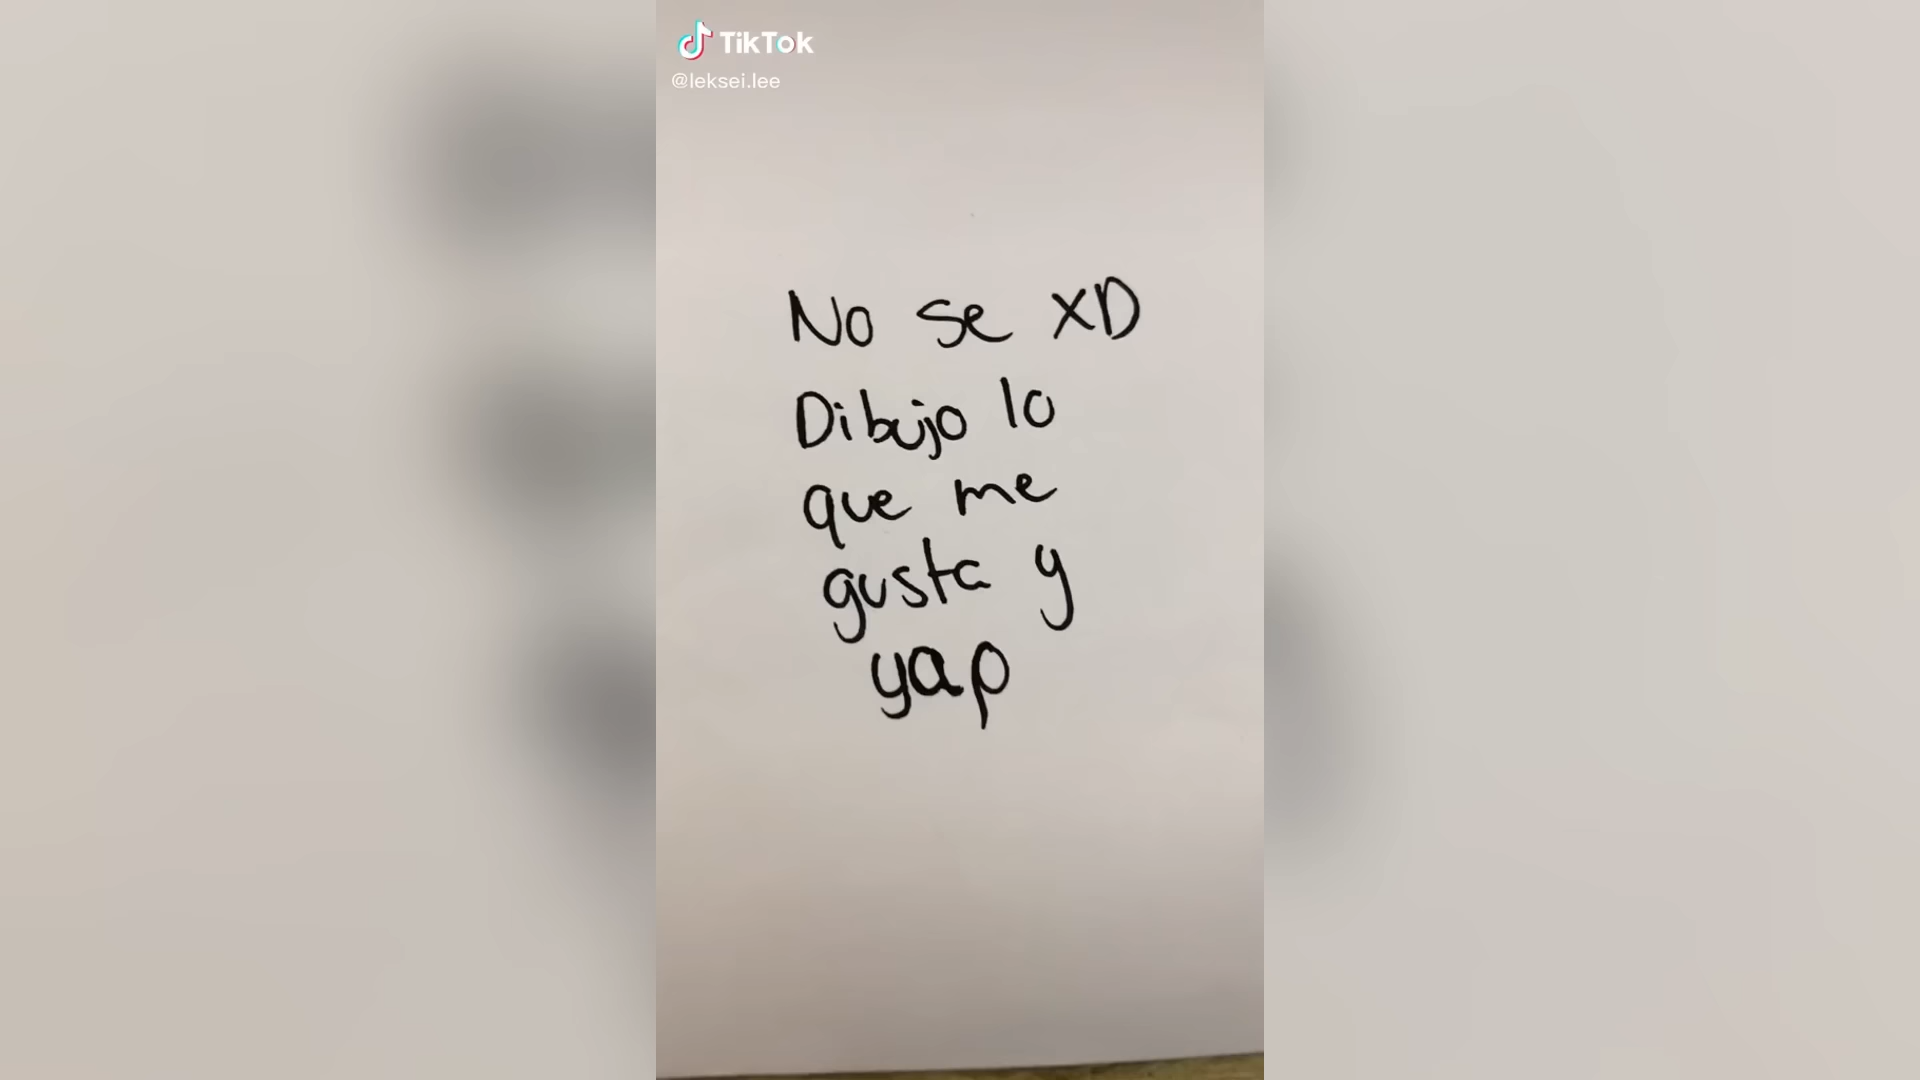 TikTok
@leksei.lee
No se XD
Dibujo lo
que me
gusta y
yap